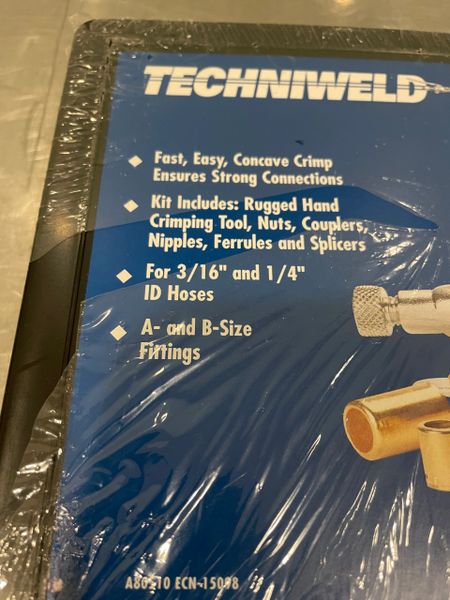 TECHNIWELD
Fast, Easy, Concave Crimp
Ensures Strong Connections
Kit Includes: Rugged Hand
Crimping Tool, Nuts, Couplers,
Nipples, Ferrules and Splicers
For 3/16" and 1/4"
ID Hoses
A- and B-Size
Fittings
ECN-15098